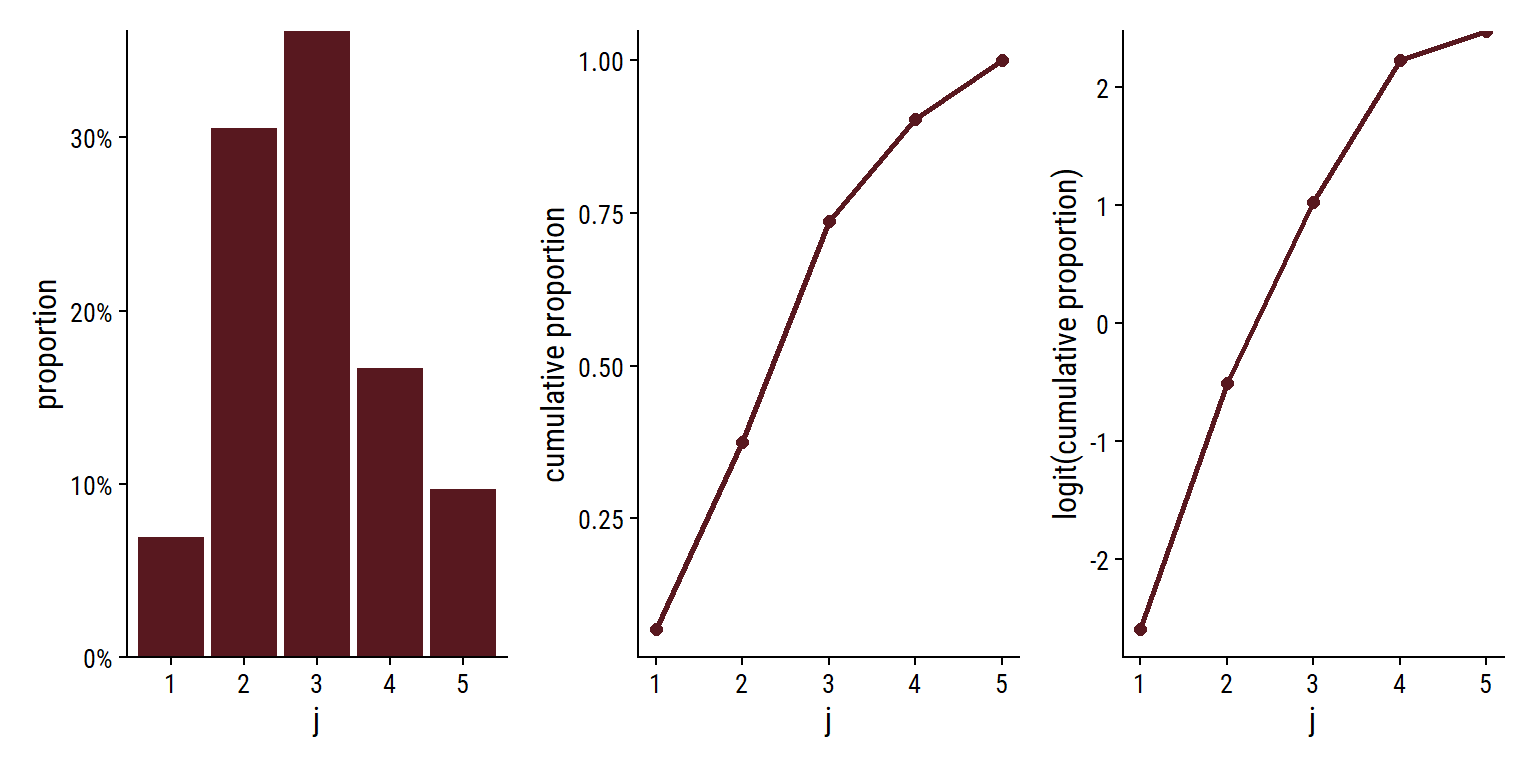 proportion
30%
20%
10%
0%
1 2 3 4 5
j
cumulative proportion
1.00
0.75
0.50
0.25
1 2 3 4 5
j
logit(cumulative proportion)
2
1
0
-1
-2
1 2 3 4 5
j